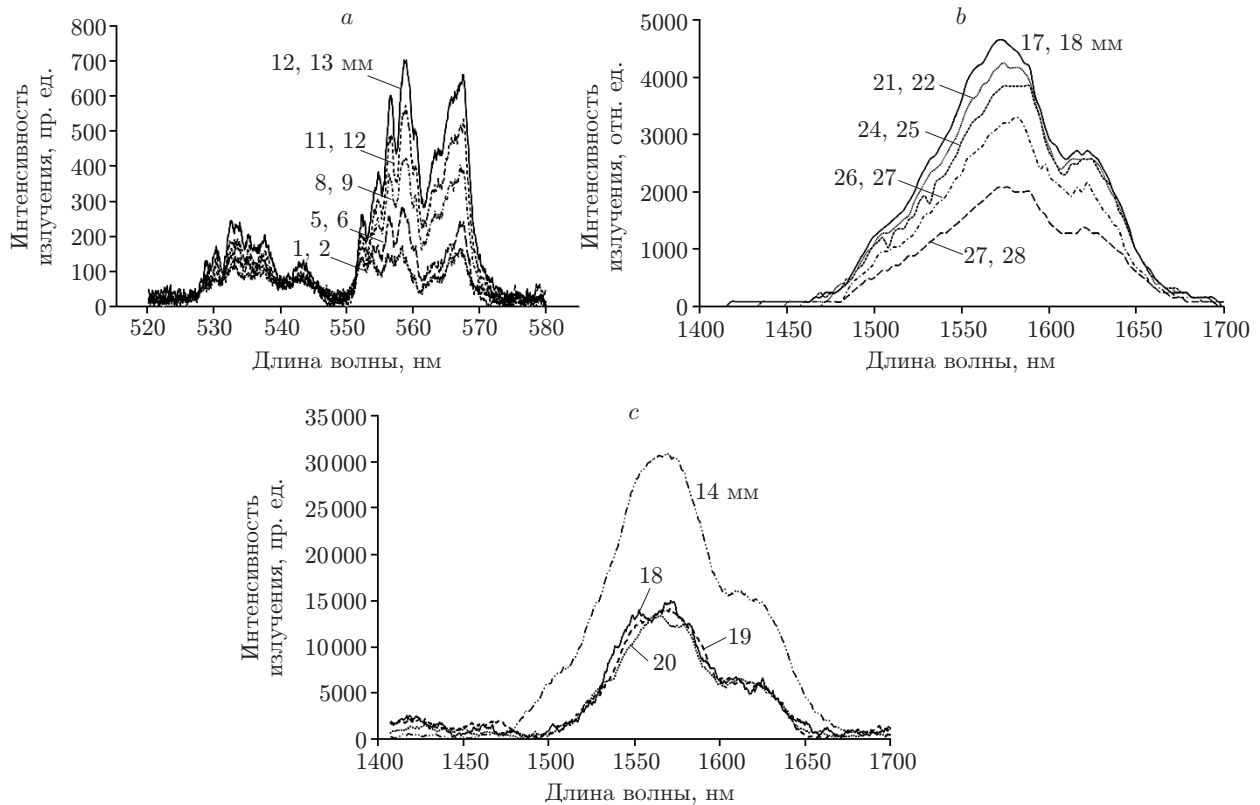 a
Интенсивность
излучения, пр. ед.
800
700
600
500
400
300
200
100
0
12, 13 мм
11, 12
8, 9
5, 6
1, 2
520 530 540 550 560 570 580
Длина волны, нм
b
Интенсивность
излучения, отн. ед.
5000
4000
3000
2000
1000
0
17, 18 мм
21, 22
24, 25
26, 27
27, 28
1400 1450 1500 1550 1600 1650 1700
Длина волны, нм
c
Интенсивность
излучения, пр. ед.
35 000
30 000
25 000
20 000
15 000
10 000
5000
0
14 мм
18
19
20
1400 1450 1500 1550 1600 1650 1700
Длина волны, нм